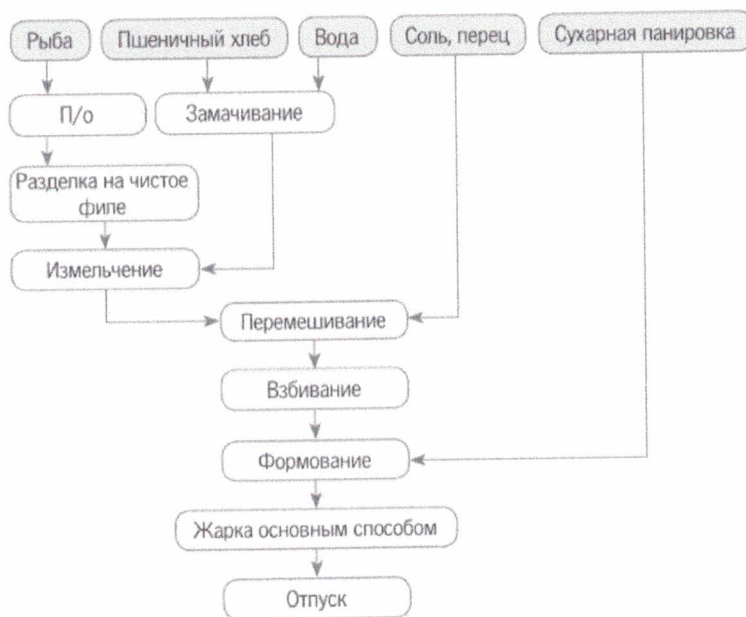 Рыба
Пшеничный хлеб
Вода
Соль, перец
Сухарная панировка
П/о
Замачивание
Разделка на чистое
филе
Измельчение
Перемешивание
Взбивание
Формование
Жарка основным способом
Отпуск